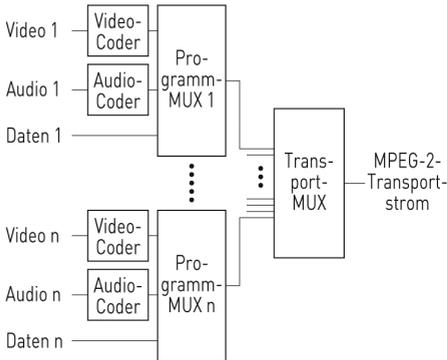 Video 1
Video-
Coder
Audio 1
Audio-
Coder
Daten 1
Pro-
gramm-
MUX 1
Trans-
port-
MUX
MPEG-2-
Transport-
strom
Video n
Video-
Coder
Audio n
Audio-
Coder
Daten n
Pro-
gramm-
MUX n